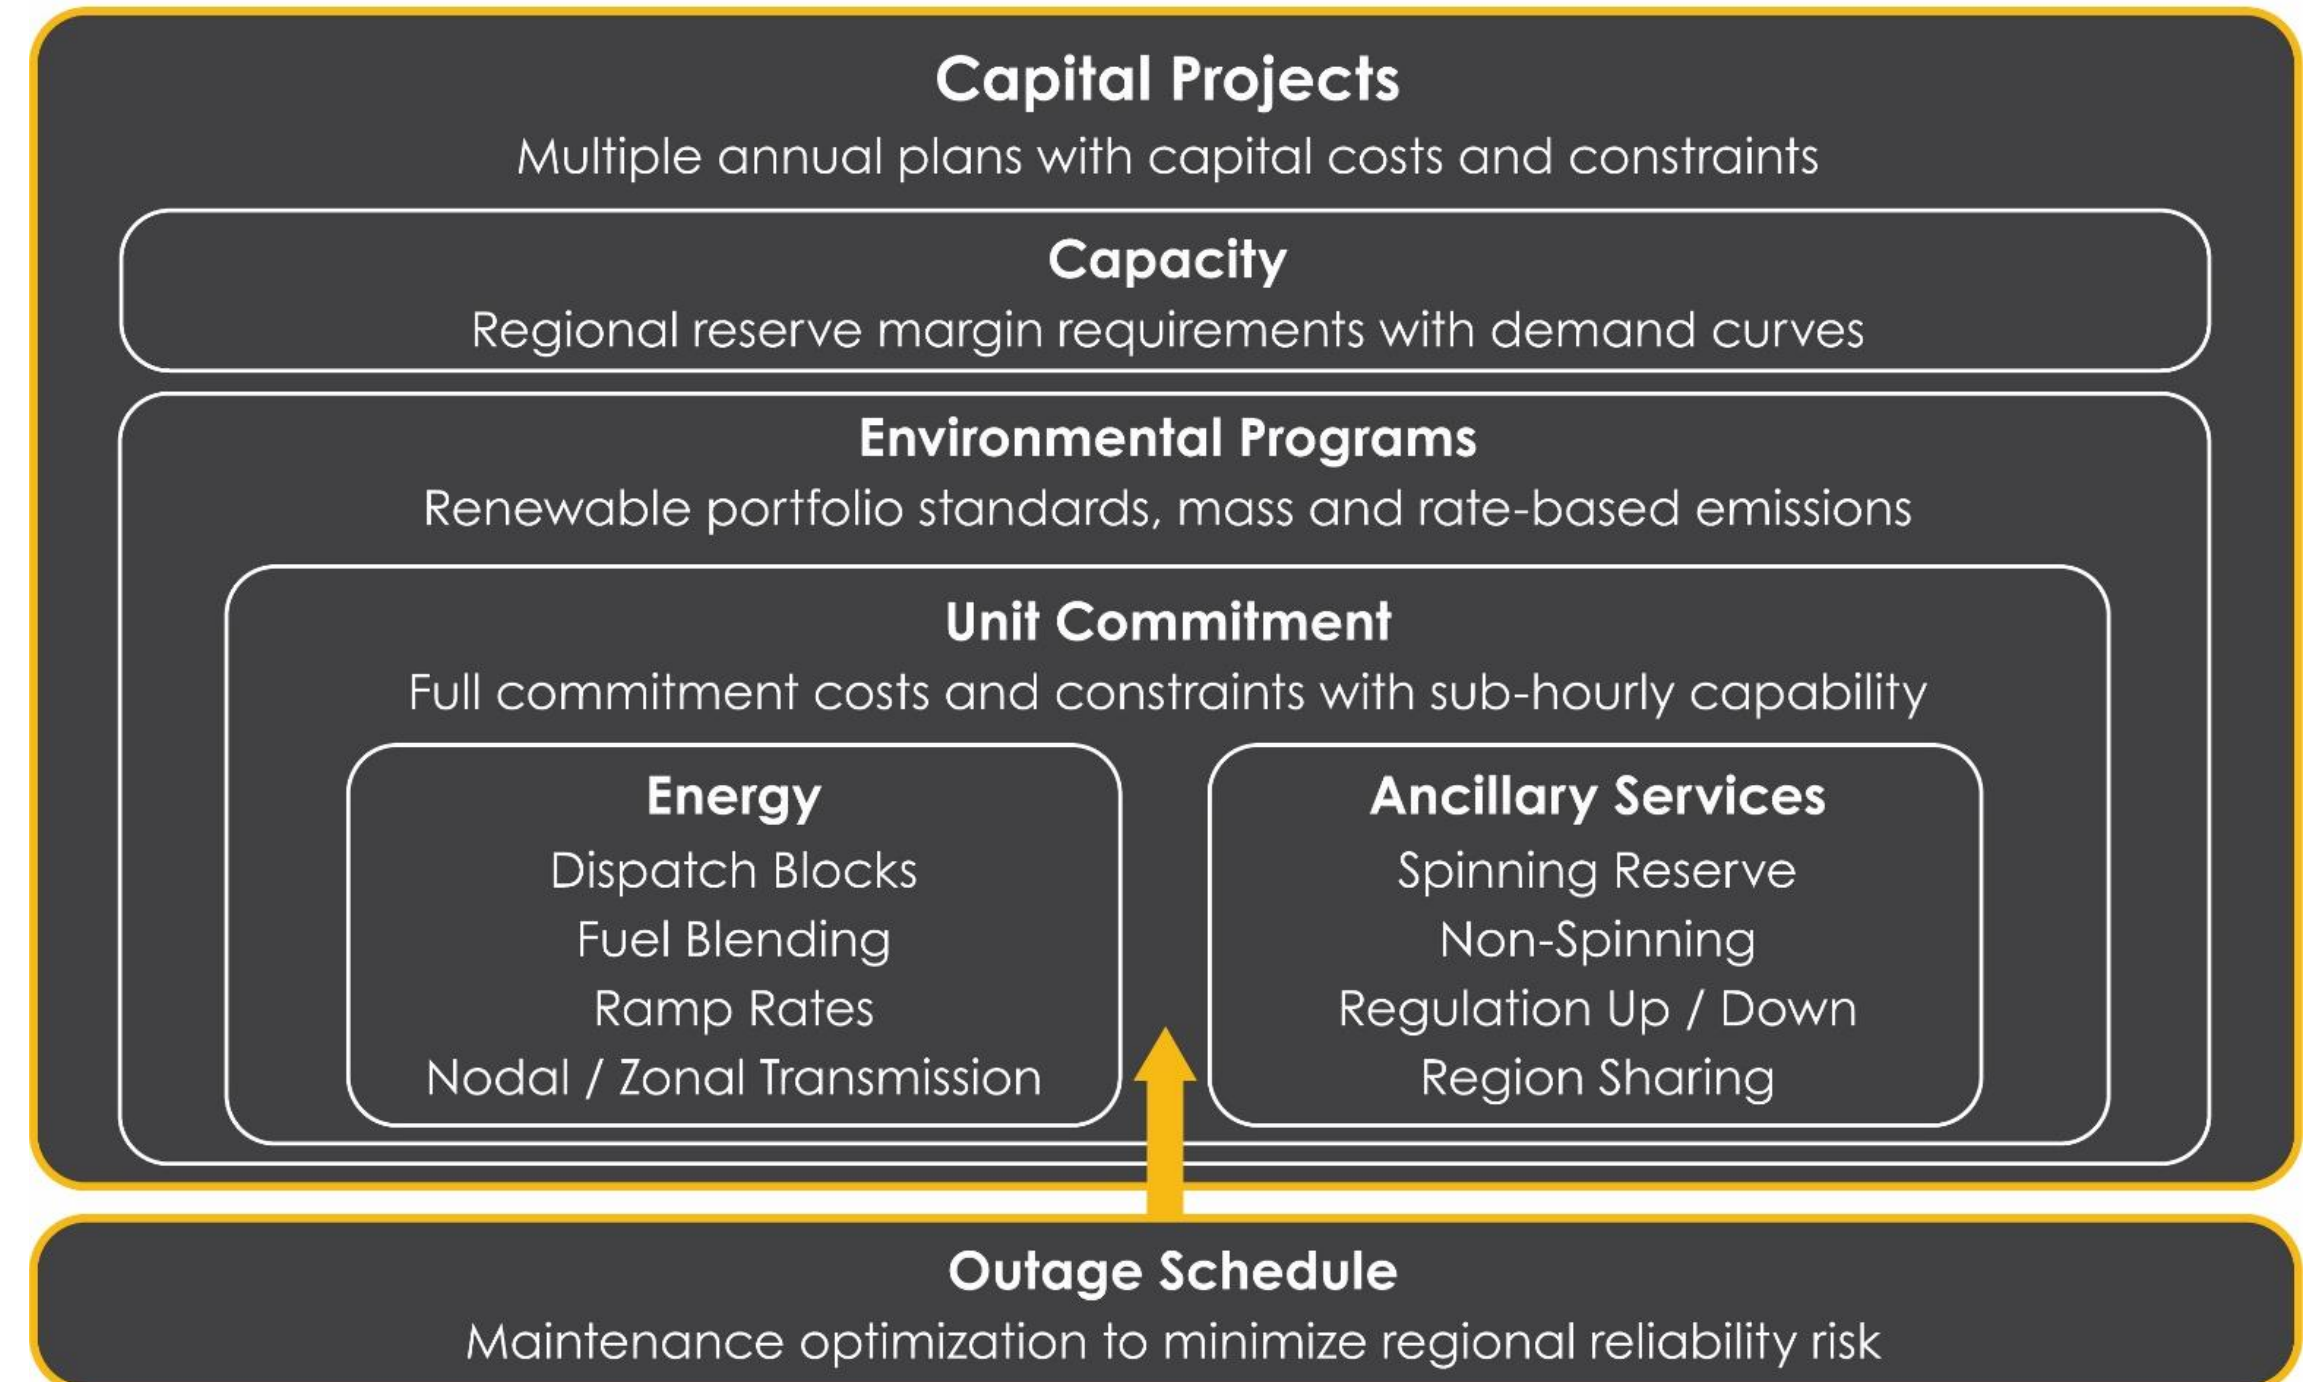 Capital Projects
Multiple annual plans with capital costs and constraints
Capacity
Regional reserve margin requirements with demand curves
Environmental Programs
Renewable portfolio standards, mass and rate-based emissions
Unit Commitment
Full commitment costs and constraints with sub-hourly capability
Energy
Dispatch Blocks
Fuel Blending
Ramp Rates
Nodal / Zonal Transmission
Ancillary Services
Spinning Reserve
Non-Spinning
Regulation Up / Down
Region Sharing
Outage Schedule
Maintenance optimization to minimize regional reliability risk